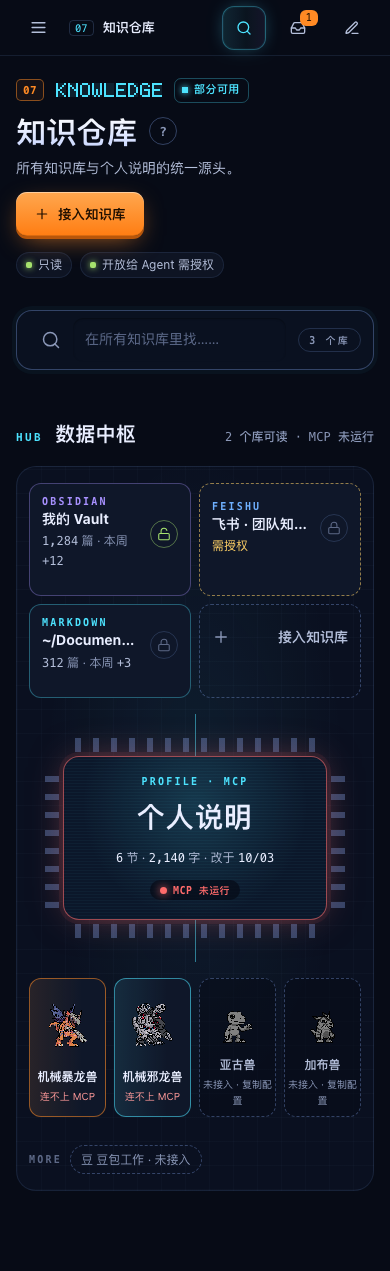 07 知识仓库
1
07 KNOWLEDGE 部分可用
知识仓库 ?
所有知识库与个人说明的统一源头。
+ 接入知识库
只读 开放给 Agent 需授权
在所有知识库里找…… 3 个库
HUB 数据中枢 2 个库可读 · MCP 未运行
OBSIDIAN
我的 Vault
1,284 篇 · 本周
+12
FEISHU
飞书 · 团队知...
需授权
MARKDOWN
~/Documen...
312 篇 · 本周 +3
+ 接入知识库
PROFILE · MCP
个人说明
6 节 · 2,140 字 · 改于 10/03
MCP 未运行
机械暴龙兽
连不上 MCP
机械邪龙兽
连不上 MCP
亚古兽
未接入 · 复制配
置
加布兽
未接入 · 复制配
置
MORE 豆 豆包工作 · 未接入